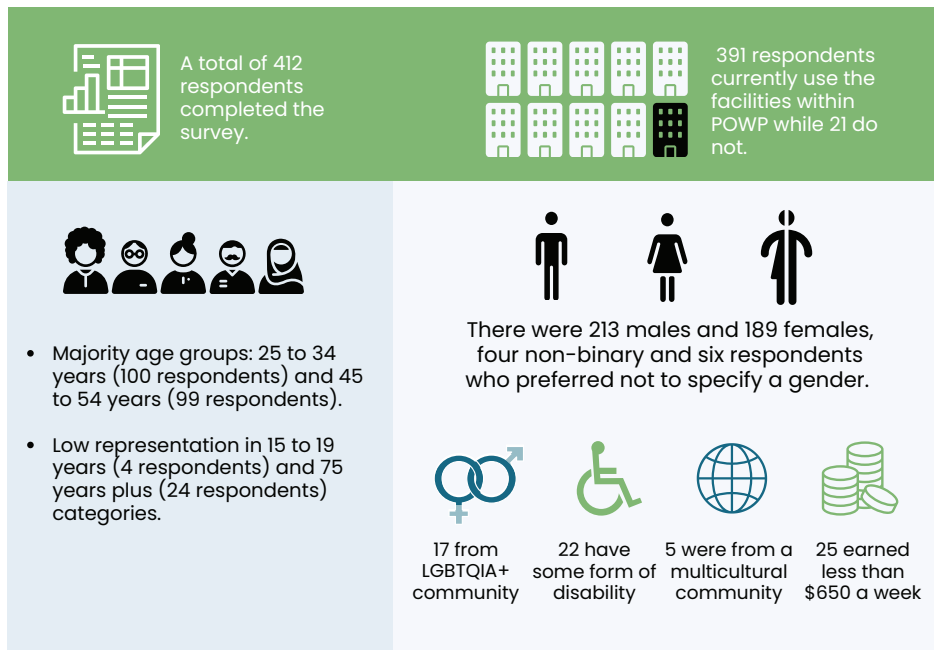 A total of 412
respondents
completed the
survey.
391 respondents
currently use the
facilities within
POWP while 21 do
not.
• Majority age groups: 25 to 34
years (100 respondents) and 45
to 54 years (99 respondents).
• Low representation in 15 to 19
years (4 respondents) and 75
years plus (24 respondents)
categories.
There were 213 males and 189 females,
four non-binary and six respondents
who preferred not to specify a gender.
17 from
LGBTQIA+
community
22 have
some form of
disability
5 were from a
multicultural
community
25 earned
less than
$650 a week